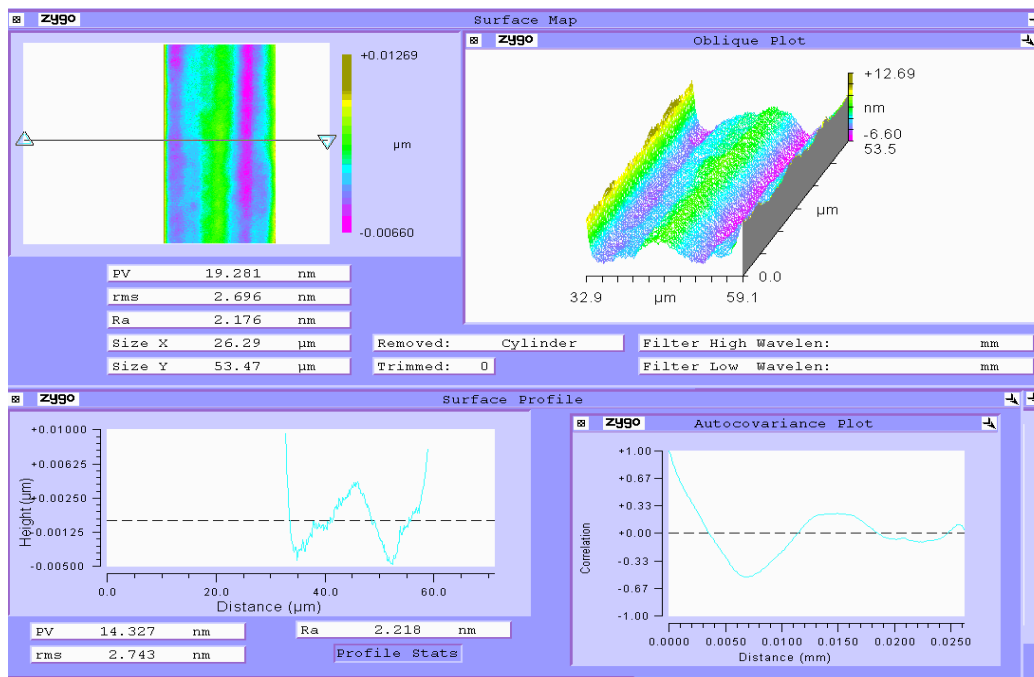 zygo Surface Map
+0.01269
µm
-0.00660
zygo Oblique Plot
+12.69
nm
-6.60
53.5
µm
0.0
32.9 µm 59.1
PV 19.281 nm
rms 2.696 nm
Ra 2.176 nm
Size X 26.29 µm
Size Y 53.47 µm
Removed: Cylinder
Trimmed: 0
Filter High Wavelen: mm
Filter Low Wavelen: mm
zygo Surface Profile
+0.01000
+0.00625
+0.00250
-0.00125
-0.00500
Height (µm)
0.0 20.0 40.0 60.0
Distance (µm)
PV 14.327 nm
rms 2.743 nm
Ra 2.218 nm
Profile Stats
zygo Autocovariance Plot
+1.00
+0.67
+0.33
+0.00
-0.33
-0.67
-1.00
Correlation
0.0000 0.0050 0.0100 0.0150 0.0200 0.0250
Distance (mm)